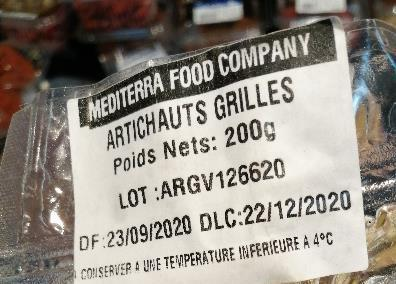 MEDITERRA FOOD COMPANY
ARTICHAUTS GRILLES
Poids Nets: 200g
LOT :ARGV126620
DF:23/09/2020 DLC:22/12/2020
CONSERVER A UNE TEMPERATURE INFERIEURE A 4°C